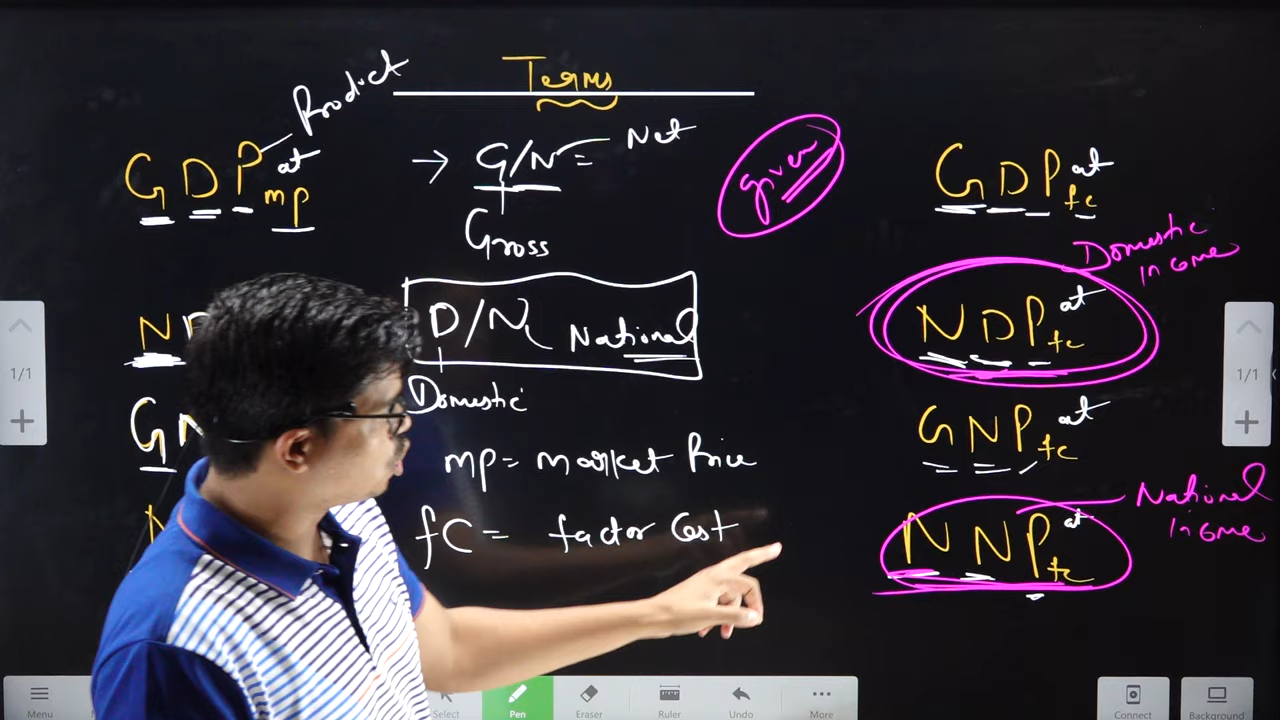 Terms
Product
GDP at mp
→ G/N = Net
Gross
given
GDP at fc
N
D/N National
Domestic
Domestic
Income
NDP at fc
GN
GNP at fc
mp = market Price
fC = factor Cost
N
NNP at fc
National
Income
1/1
1/1
Menu
Select
Pen
Eraser
Ruler
Undo
More
Connect
Background